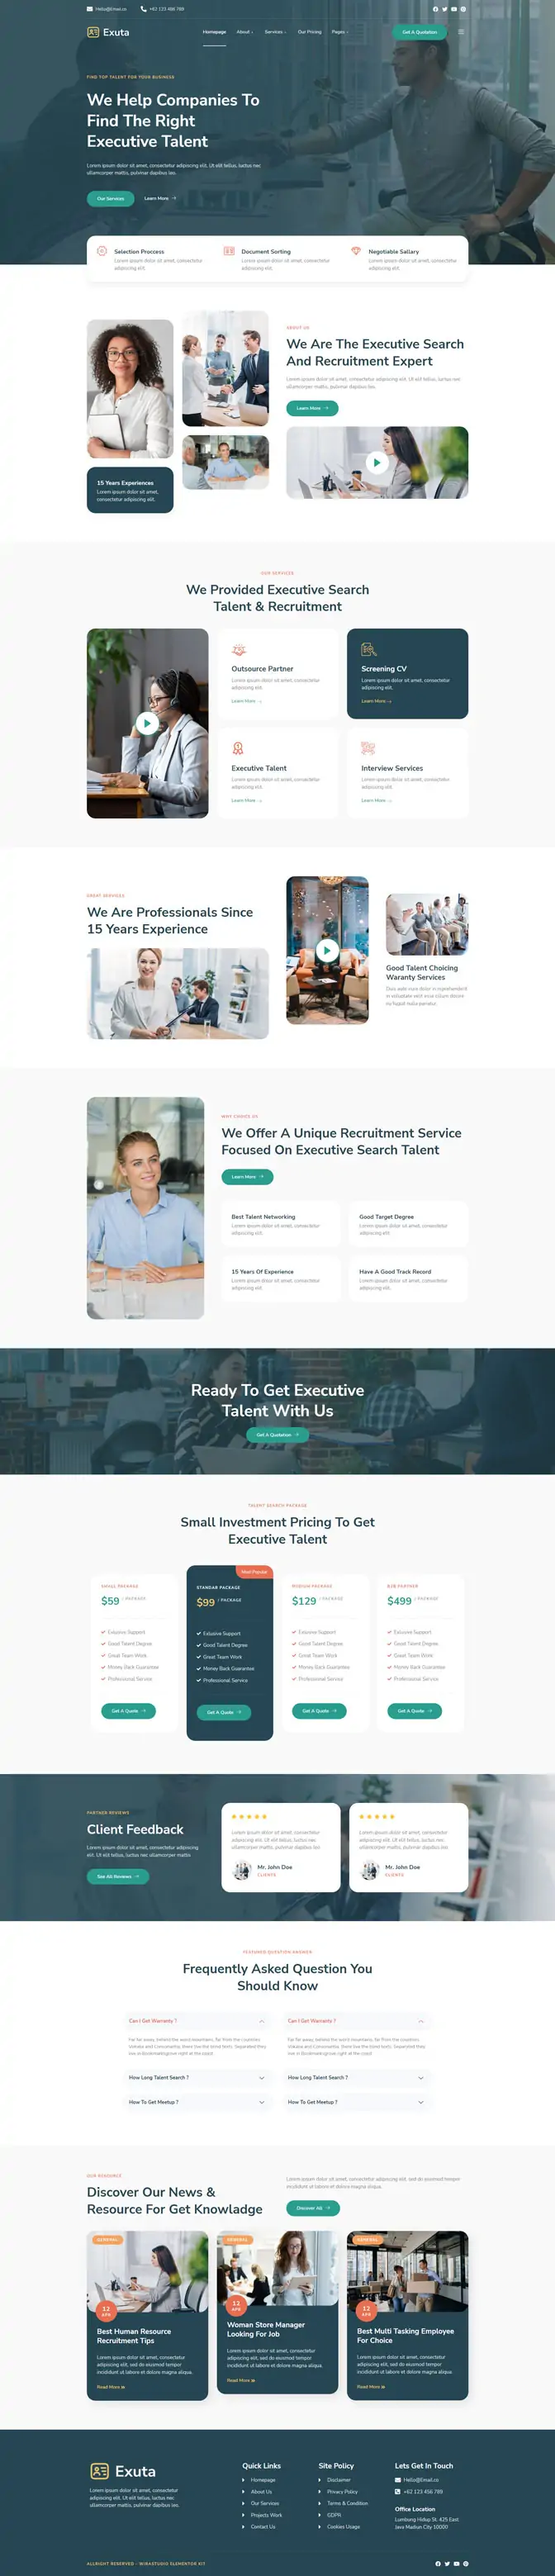 Hello@Email.co
+62 123 456 789
Exuta
Homepage
About
Services
Our Pricing
Pages
Get A Quotation
FIND TOP TALENT FOR YOUR BUSINESS
We Help Companies To
Find The Right
Executive Talent
Lorem ipsum dolor sit amet, consectetur adipiscing elit. Ut elit tellus, luctus nec
ullamcorper mattis, pulvinar dapibus leo.
Our Services
Learn More
Selection Proccess
Lorem ipsum dolor sit amet, consectetur
adipiscing elit.
Document Sorting
Lorem ipsum dolor sit amet, consectetur
adipiscing elit.
Negotiable Sallary
Lorem ipsum dolor sit amet, consectetur
adipiscing elit.
ABOUT US
We Are The Executive Search
And Recruitment Expert
Lorem ipsum dolor sit amet, consectetur adipiscing elit. Ut elit tellus, luctus nec
ullamcorper mattis, pulvinar dapibus leo.
Learn More
15 Years Experiences
Lorem ipsum dolor sit amet,
consectetur adipiscing elit.
OUR SERVICES
We Provided Executive Search
Talent & Recruitment
Outsource Partner
Lorem ipsum dolor sit amet, consectetur
adipiscing elit.
Learn More
Screening CV
Lorem ipsum dolor sit amet, consectetur
adipiscing elit.
Learn More
Executive Talent
Lorem ipsum dolor sit amet, consectetur
adipiscing elit.
Learn More
Interview Services
Lorem ipsum dolor sit amet, consectetur
adipiscing elit.
Learn More
GREAT SERVICES
We Are Professionals Since
15 Years Experience
Good Talent Choicing
Waranty Services
Duis aute irure dolor in reprehenderit
in voluptate velit esse cillum dolore
eu fugiat nulla pariatur.
WHY CHOICE US
We Offer A Unique Recruitment Service
Focused On Executive Search Talent
Learn More
Best Talent Networking
Lorem ipsum dolor sit amet, consectetur
adipiscing elit.
Good Target Degree
Lorem ipsum dolor sit amet, consectetur
adipiscing elit.
15 Years Of Experience
Lorem ipsum dolor sit amet, consectetur
adipiscing elit.
Have A Good Track Record
Lorem ipsum dolor sit amet, consectetur
adipiscing elit.
Ready To Get Executive
Talent With Us
Get A Quotation
TALENT SEARCH PACKAGE
Small Investment Pricing To Get
Executive Talent
SMALL PACKAGE
$59 / PACKAGE
Exlusive Support
Good Talent Degree
Great Team Work
Money Back Guarantee
Professional Service
Get A Quote
Most Popular
STANDAR PACKAGE
$99 / PACKAGE
Exlusive Support
Good Talent Degree
Great Team Work
Money Back Guarantee
Professional Service
Get A Quote
MEDIUM PACKAGE
$129 / PACKAGE
Exlusive Support
Good Talent Degree
Great Team Work
Money Back Guarantee
Professional Service
Get A Quote
B2B PARTNER
$499 / PACKAGE
Exlusive Support
Good Talent Degree
Great Team Work
Money Back Guarantee
Professional Service
Get A Quote
PARTNER REVIEWS
Client Feedback
Lorem ipsum dolor sit amet, consectetur adipiscing
elit. Ut elit tellus, luctus nec ullamcorper mattis
See All Reviews
Lorem ipsum dolor sit amet, consectetur
adipiscing elit. Ut elit tellus, luctus nec
ullamcorper mattis, pulvinar dapibus leo
Mr. John Doe
CLIENTS
Lorem ipsum dolor sit amet, consectetur
adipiscing elit. Ut elit tellus, luctus nec
ullamcorper mattis, pulvinar dapibus leo
Mr. John Doe
CLIENTS
FEATURED QUESTION ANSWER
Frequently Asked Question You
Should Know
Can I Get Warranty ?
Far far away, behind the word mountains, far from the countries
Vokalia and Consonantia, there live the blind texts. Separated they
live in Bookmarksgrove right at the coast
How Long Talent Search ?
How To Get Meetup ?
Can I Get Warranty ?
Far far away, behind the word mountains, far from the countries
Vokalia and Consonantia, there live the blind texts. Separated they
live in Bookmarksgrove right at the coast
How Long Talent Search ?
How To Get Meetup ?
OUR RESOURCE
Discover Our News &
Resource For Get Knowladge
Lorem ipsum dolor sit amet, consectetur adipiscing elit, sed do eiusmod tempor
incididunt ut labore et dolore magna aliqua.
Discover All
GENERAL
12
APR
Best Human Resource
Recruitment Tips
Lorem ipsum dolor sit amet, consectetur
adipiscing elit, sed do eiusmod tempor
incididunt ut labore et dolore magna aliqua.
Read More
GENERAL
12
APR
Woman Store Manager
Looking For Job
Lorem ipsum dolor sit amet, consectetur
adipiscing elit, sed do eiusmod tempor
incididunt ut labore et dolore magna aliqua.
Read More
GENERAL
12
APR
Best Multi Tasking Employee
For Choice
Lorem ipsum dolor sit amet, consectetur
adipiscing elit, sed do eiusmod tempor
incididunt ut labore et dolore magna aliqua.
Read More
Exuta
Lorem ipsum dolor sit amet, consectetur
adipiscing elit. Ut elit tellus, luctus nec
ullamcorper mattis, pulvinar dapibus leo.
Quick Links
Homepage
About Us
Our Services
Projects Work
Contact Us
Site Policy
Disclaimer
Privacy Policy
Terms & Condition
GDPR
Cookies Usage
Lets Get In Touch
Hello@Email.co
+62 123 456 789
Office Location
Lumbung Hidup St. 425 East
Java Madiun City 10000
ALLRIGHT RESERVED - WIRASTUDIO ELEMENTOR KIT